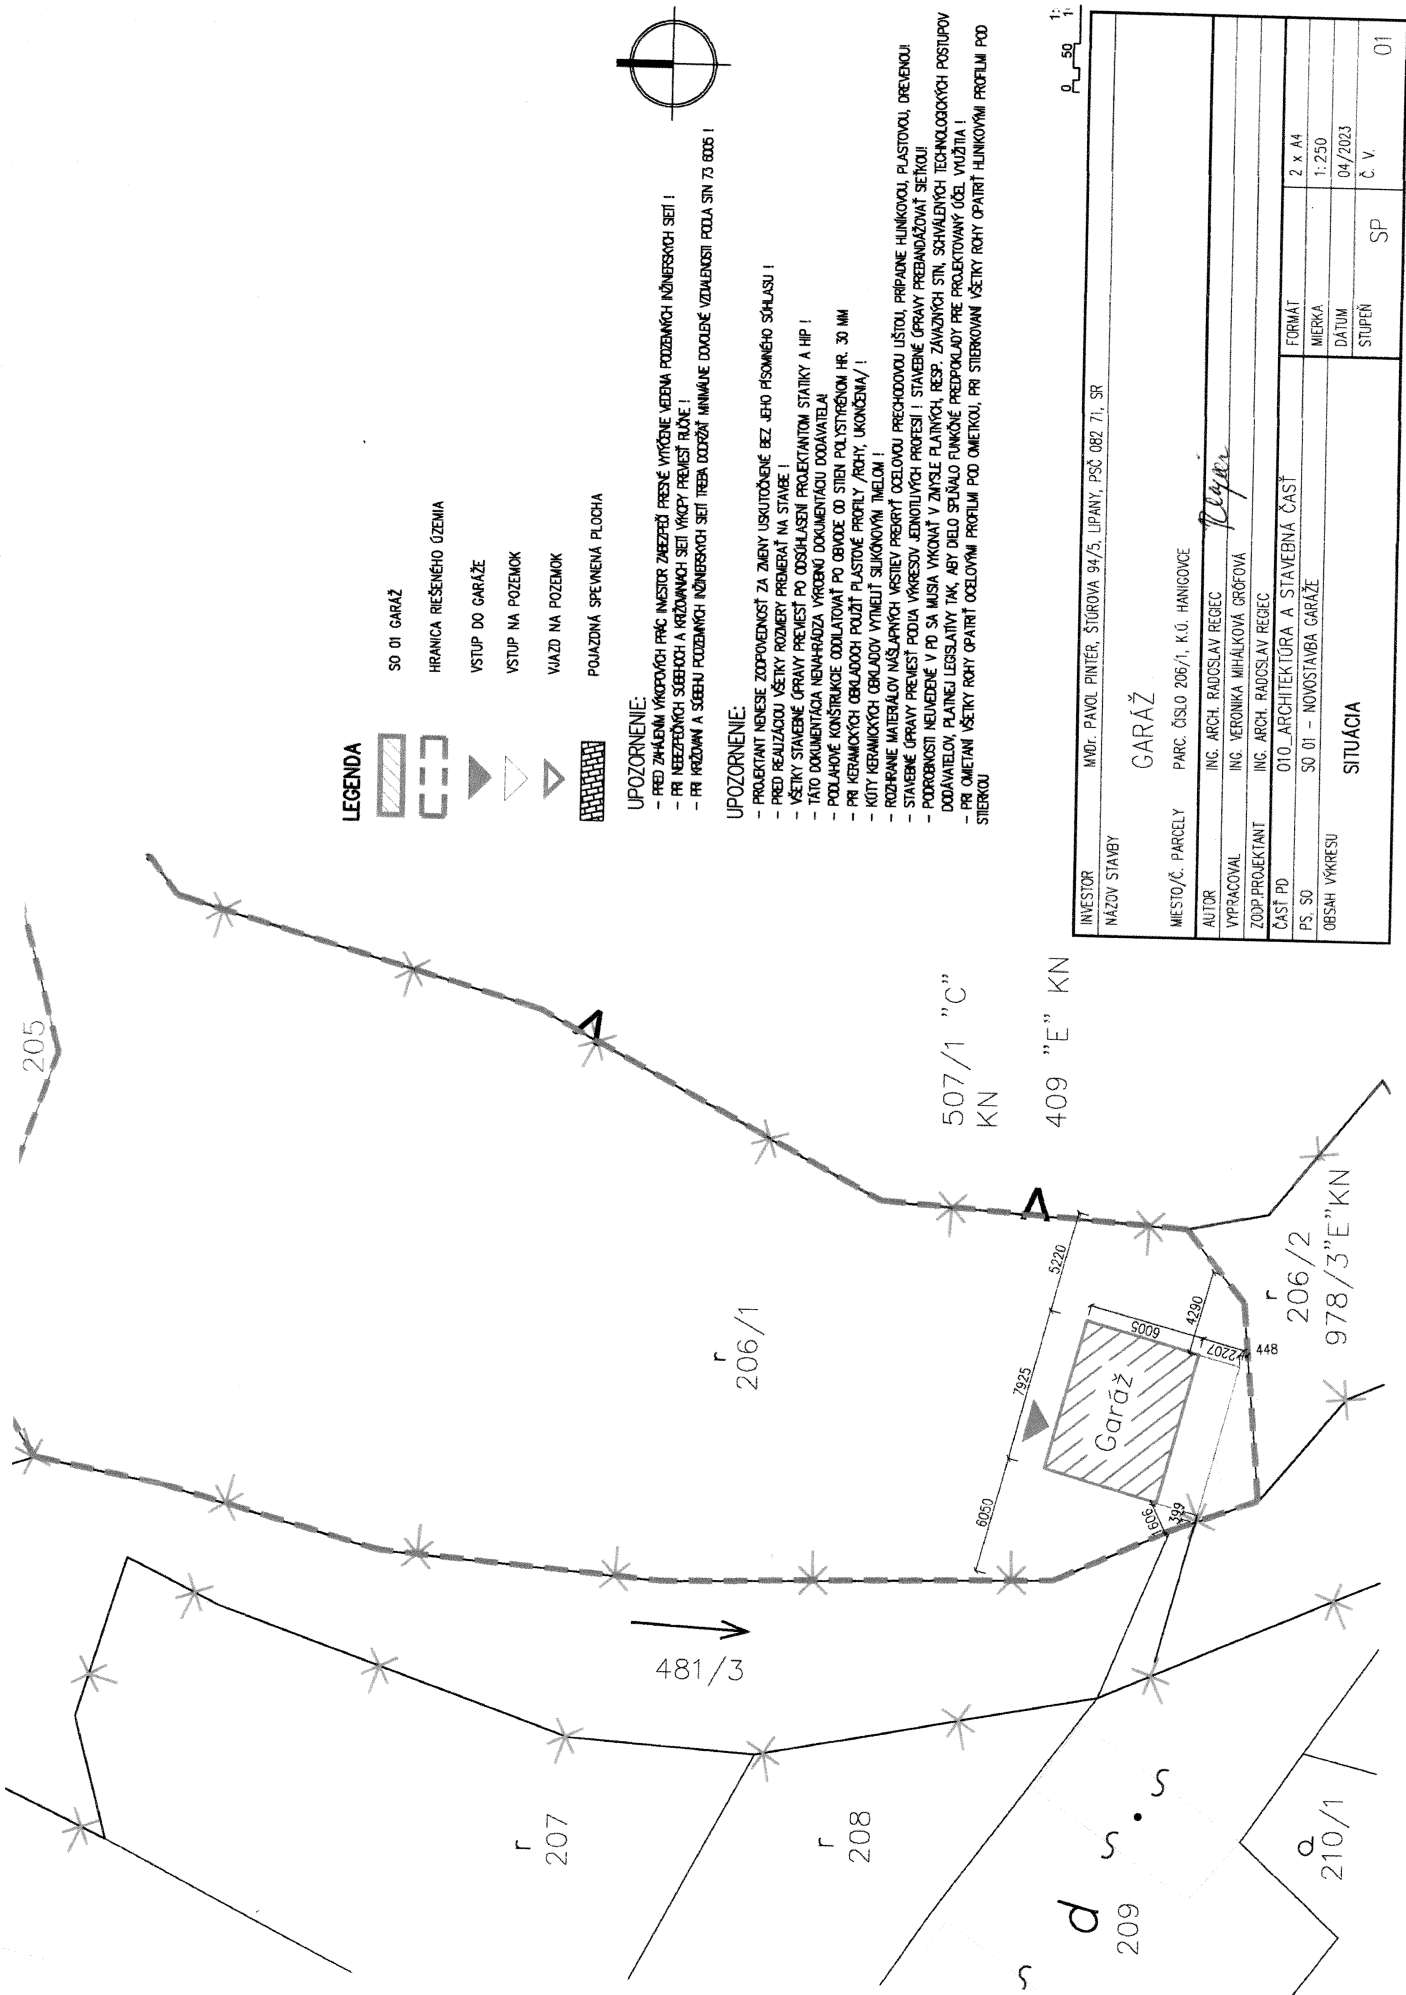 205
r
206/1
507/1 "C"
KN
409 "E" KN
481/3
r
207
r
208
d
209
s
s
s
a
210/1
r
206/2
978/3"E"KN
Garáž
6050
7925
5220
6005
4290
2207
448
1606
399
LEGENDA
SO 01 GARÁŽ
HRANICA RIEŠENÉHO ÚZEMIA
VSTUP DO GARÁŽE
VSTUP NA POZEMOK
VJAZD NA POZEMOK
POJAZDNÁ SPEVNENÁ PLOCHA
UPOZORNENIE:
- PRED ZAHÁJENÍM VÝKOPOVÝCH PRÁC INVESTOR ZABEZPEČÍ PRESNÉ VYTÝČENIE VEDENIA PODZEMNÝCH INŽINIERSKYCH SIETÍ !
- PRI NEBEZPEČNÝCH SÚBEHOCH A KRIŽOVANIACH SIETÍ VÝKOPY PREVIESŤ RUČNE !
- PRI KRIŽOVANÍ A SÚBEHU PODZEMNÝCH INŽINIERSKYCH SIETÍ TREBA DODRŽAŤ MINIMÁLNE DOVOLENÉ VZDIALENOSTI PODĽA STN 73 6005 !
UPOZORNENIE:
- PROJEKTANT NENESIE ZODPOVEDNOSŤ ZA ZMENY USKUTOČNENÉ BEZ JEHO PÍSOMNÉHO SÚHLASU !
- PRED REALIZÁCIOU VŠETKY ROZMERY PREMERAŤ NA STAVBE !
- VŠETKY STAVEBNÉ ÚPRAVY PREVIESŤ PO ODSÚHLASENÍ PROJEKTANTOM STATIKY A HIP !
- TÁTO DOKUMENTÁCIA NENAHRÁDZA VÝROBNÚ DOKUMENTÁCIU DODÁVATEĽA!
- PODLAHOVÉ KONŠTRUKCIE ODDILATOVAŤ PO OBVODE OD STIEN POLYSTYRÉNOM HR. 30 MM
- PRI KERAMICKÝCH OBKLADOCH POUŽIŤ PLASTOVÉ PROFILY /ROHY, UKONČENIA/ !
- KÚTY KERAMICKÝCH OBKLADOV VYTMELIŤ SILIKÓNOVÝM TMELOM !
- ROZHRANIE MATERIÁLOV NÁŠĽAPNÝCH VRSTIEV PREKRYŤ OCEĽOVOU PRECHODOVOU LIŠTOU, PRÍPADNE HLINÍKOVOU, PLASTOVOU, DREVENOU!
- STAVEBNÉ ÚPRAVY PREVIESŤ PODĽA VÝKRESOV JEDNOTLIVÝCH PROFESIÍ ! STAVEBNÉ ÚPRAVY PREBANDÁŽOVAŤ SIEŤKOU!
- PODROBNOSTI NEUVEDENÉ V PD SA MUSIA VYKONAŤ V ZMYSLE PLATNÝCH, RESP. ZÁVÄZNÝCH STN, SCHVÁLENÝCH TECHNOLOGICKÝCH POSTUPOV
DODÁVATEĽOV, PLATNEJ LEGISLATÍVY TAK, ABY DIELO SPĹŇALO FUNKČNÉ PREDPOKLADY PRE PROJEKTOVANÝ ÚČEL VYUŽITIA !
- PRI OMIETANÍ VŠETKY ROHY OPATRIŤ OCEĽOVÝMI PROFILMI POD OMIETKOU, PRI STIERKOVANÍ VŠETKY ROHY OPATRIŤ HLINÍKOVÝMI PROFILMI POD
STIERKOU
0 50
INVESTOR MVDr. PAVOL PINTÉR, ŠTÚROVA 94/5, LIPANY, PSČ 082 71, SR
NÁZOV STAVBY
GARÁŽ
MIESTO/Č. PARCELY PARC. ČÍSLO 206/1, K.Ú. HANIGOVCE
AUTOR ING. ARCH. RADOSLAV REGIEC
VYPRACOVAL ING. VERONIKA MIHÁLKOVÁ GRÓFOVÁ
ZODP.PROJEKTANT ING. ARCH. RADOSLAV REGIEC
ČASŤ PD 010_ARCHITEKTÚRA A STAVEBNÁ ČASŤ
PS, SO SO 01 - NOVOSTAVBA GARÁŽE
OBSAH VÝKRESU
SITUÁCIA
FORMÁT 2 x A4
MIERKA 1:250
DÁTUM 04/2023
STUPEŇ SP
Č. V. 01